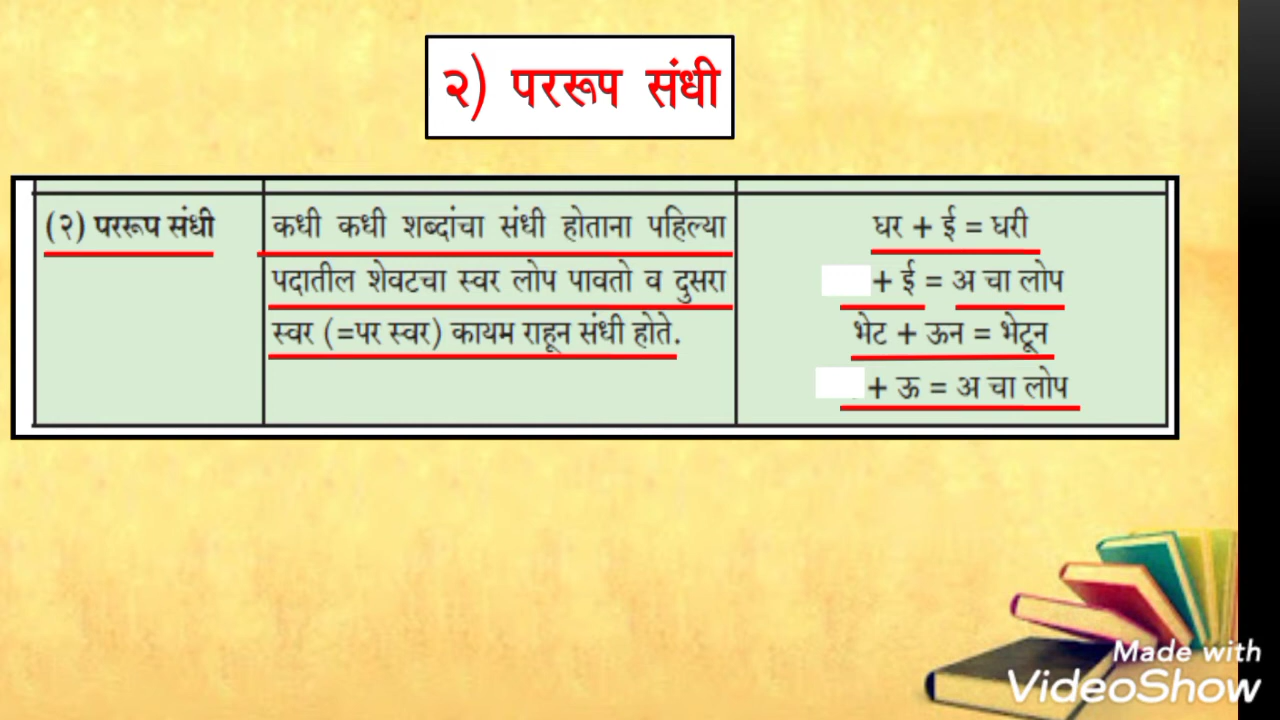 २) पररूप संधी
(२) पररूप संधी
कधी कधी शब्दांचा संधी होताना पहिल्या
पदातील शेवटचा स्वर लोप पावतो व दुसरा
स्वर (=पर स्वर) कायम राहून संधी होते.
घर + ई = घरी
+ ई = अ चा लोप
भेट + ऊन = भेटून
+ ऊ = अ चा लोप
Made with
VideoShow